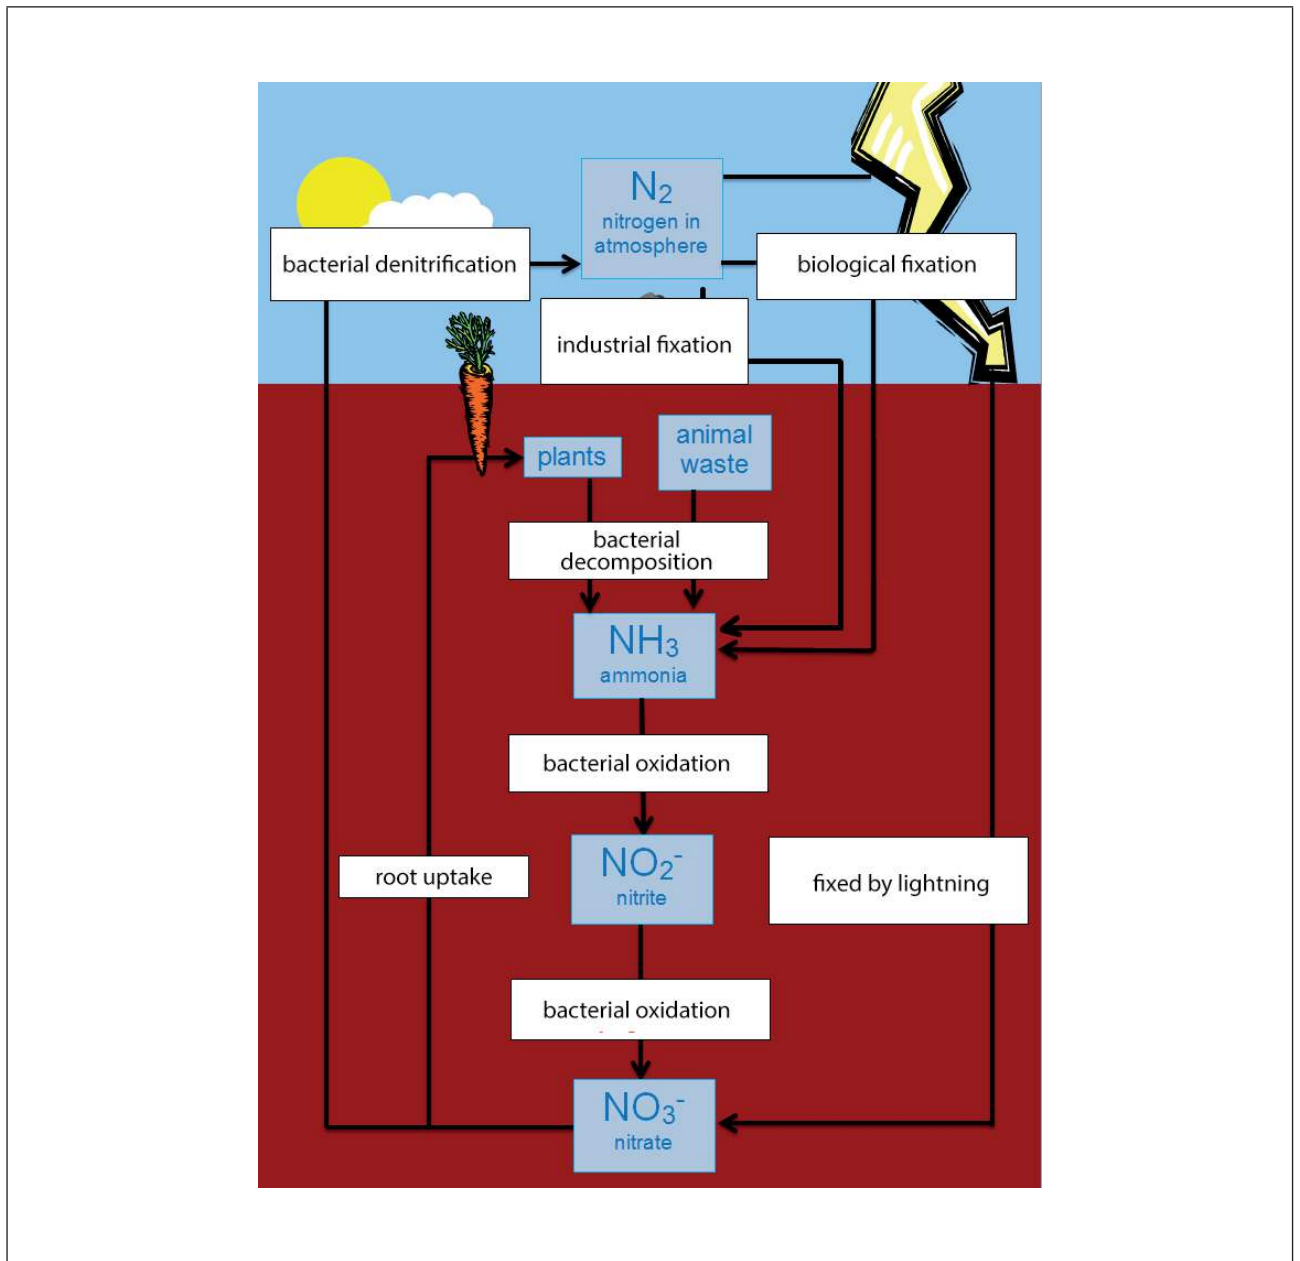 N₂
nitrogen in
atmosphere
bacterial denitrification
biological fixation
industrial fixation
plants
animal
waste
bacterial
decomposition
NH₃
ammonia
bacterial oxidation
NO₂⁻
nitrite
root uptake
fixed by lightning
bacterial oxidation
NO₃⁻
nitrate